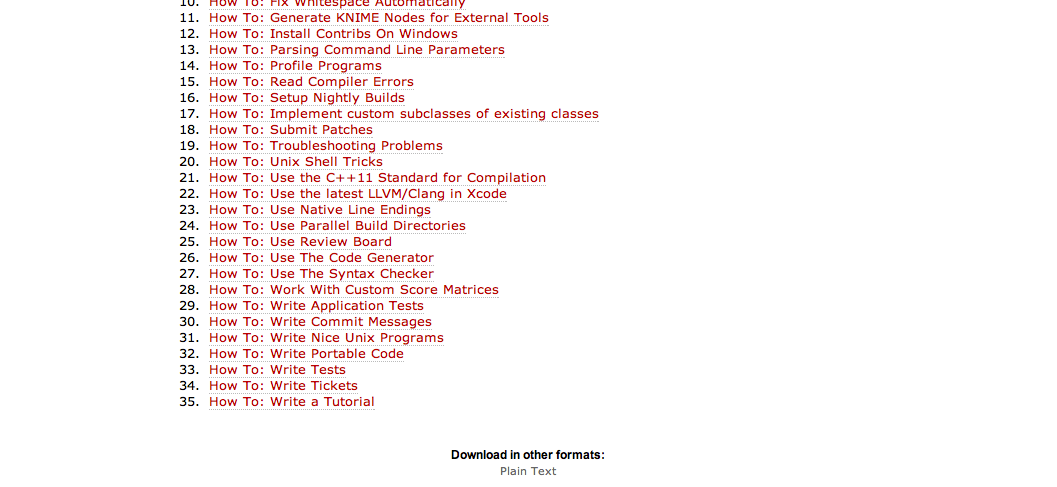 10. How To: Fix Whitespace Automatically
11. How To: Generate KNIME Nodes for External Tools
12. How To: Install Contribs On Windows
13. How To: Parsing Command Line Parameters
14. How To: Profile Programs
15. How To: Read Compiler Errors
16. How To: Setup Nightly Builds
17. How To: Implement custom subclasses of existing classes
18. How To: Submit Patches
19. How To: Troubleshooting Problems
20. How To: Unix Shell Tricks
21. How To: Use the C++11 Standard for Compilation
22. How To: Use the latest LLVM/Clang in Xcode
23. How To: Use Native Line Endings
24. How To: Use Parallel Build Directories
25. How To: Use Review Board
26. How To: Use The Code Generator
27. How To: Use The Syntax Checker
28. How To: Work With Custom Score Matrices
29. How To: Write Application Tests
30. How To: Write Commit Messages
31. How To: Write Nice Unix Programs
32. How To: Write Portable Code
33. How To: Write Tests
34. How To: Write Tickets
35. How To: Write a Tutorial
Download in other formats:
Plain Text